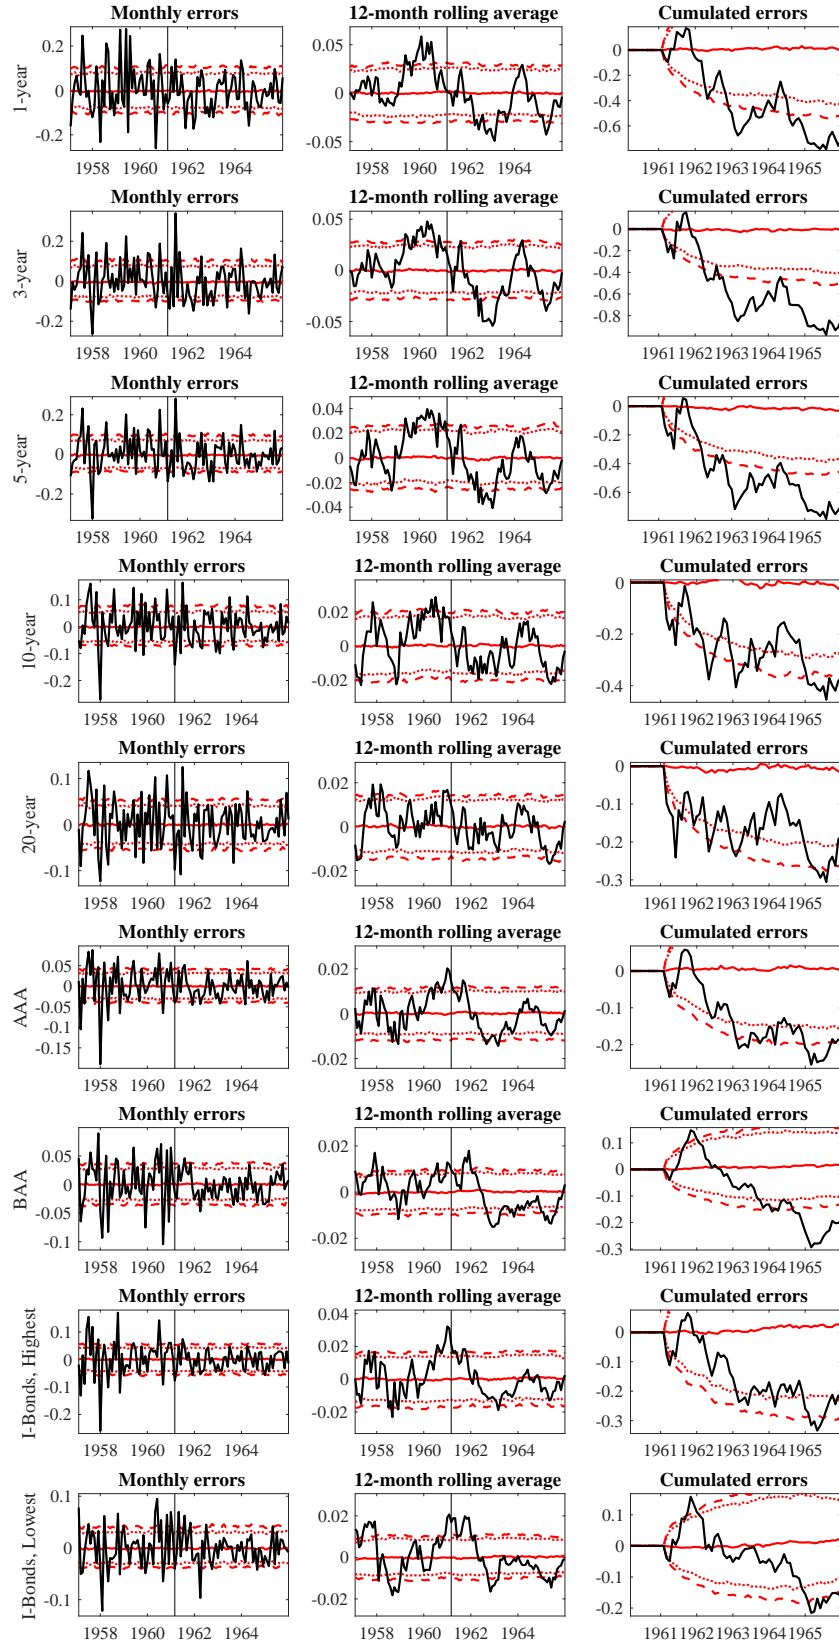 Monthly errors 12-month rolling average Cumulated errors
1-year
0.2
0
-0.2
1958 1960 1962 1964
0.05
0
-0.05
1958 1960 1962 1964
0
-0.2
-0.4
-0.6
1961 1962 1963 1964 1965
Monthly errors 12-month rolling average Cumulated errors
3-year
0.2
0
-0.2
1958 1960 1962 1964
0.05
0
-0.05
1958 1960 1962 1964
0
-0.2
-0.4
-0.6
-0.8
1961 1962 1963 1964 1965
Monthly errors 12-month rolling average Cumulated errors
5-year
0.2
0
-0.2
1958 1960 1962 1964
0.04
0.02
0
-0.02
-0.04
1958 1960 1962 1964
0
-0.2
-0.4
-0.6
1961 1962 1963 1964 1965
Monthly errors 12-month rolling average Cumulated errors
10-year
0.1
0
-0.1
-0.2
1958 1960 1962 1964
0.02
0
-0.02
1958 1960 1962 1964
0
-0.2
-0.4
1961 1962 1963 1964 1965
Monthly errors 12-month rolling average Cumulated errors
20-year
0.1
0
-0.1
1958 1960 1962 1964
0.02
0
-0.02
1958 1960 1962 1964
0
-0.1
-0.2
-0.3
1961 1962 1963 1964 1965
Monthly errors 12-month rolling average Cumulated errors
AAA
0.05
0
-0.05
-0.1
-0.15
1958 1960 1962 1964
0.02
0
-0.02
1958 1960 1962 1964
0
-0.1
-0.2
1961 1962 1963 1964 1965
Monthly errors 12-month rolling average Cumulated errors
BAA
0.05
0
-0.05
-0.1
1958 1960 1962 1964
0.02
0
-0.02
1958 1960 1962 1964
0.1
0
-0.1
-0.2
-0.3
1961 1962 1963 1964 1965
Monthly errors 12-month rolling average Cumulated errors
I-Bonds, Highest
0.1
0
-0.1
-0.2
1958 1960 1962 1964
0.04
0.02
0
-0.02
1958 1960 1962 1964
0
-0.1
-0.2
-0.3
1961 1962 1963 1964 1965
Monthly errors 12-month rolling average Cumulated errors
I-Bonds, Lowest
0.1
0
-0.1
1958 1960 1962 1964
0.02
0
-0.02
1958 1960 1962 1964
0.1
0
-0.1
-0.2
1961 1962 1963 1964 1965